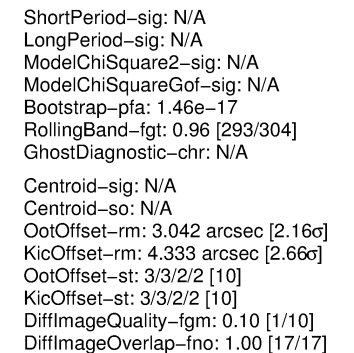 ShortPeriod−sig: N/A
LongPeriod−sig: N/A
ModelChiSquare2−sig: N/A
ModelChiSquareGof−sig: N/A
Bootstrap−pfa: 1.46e−17
RollingBand−fgt: 0.96 [293/304]
GhostDiagnostic−chr: N/A
Centroid−sig: N/A
Centroid−so: N/A
OotOffset−rm: 3.042 arcsec [2.16σ]
KicOffset−rm: 4.333 arcsec [2.66σ]
OotOffset−st: 3/3/2/2 [10]
KicOffset−st: 3/3/2/2 [10]
DiffImageQuality−fgm: 0.10 [1/10]
DiffImageOverlap−fno: 1.00 [17/17]